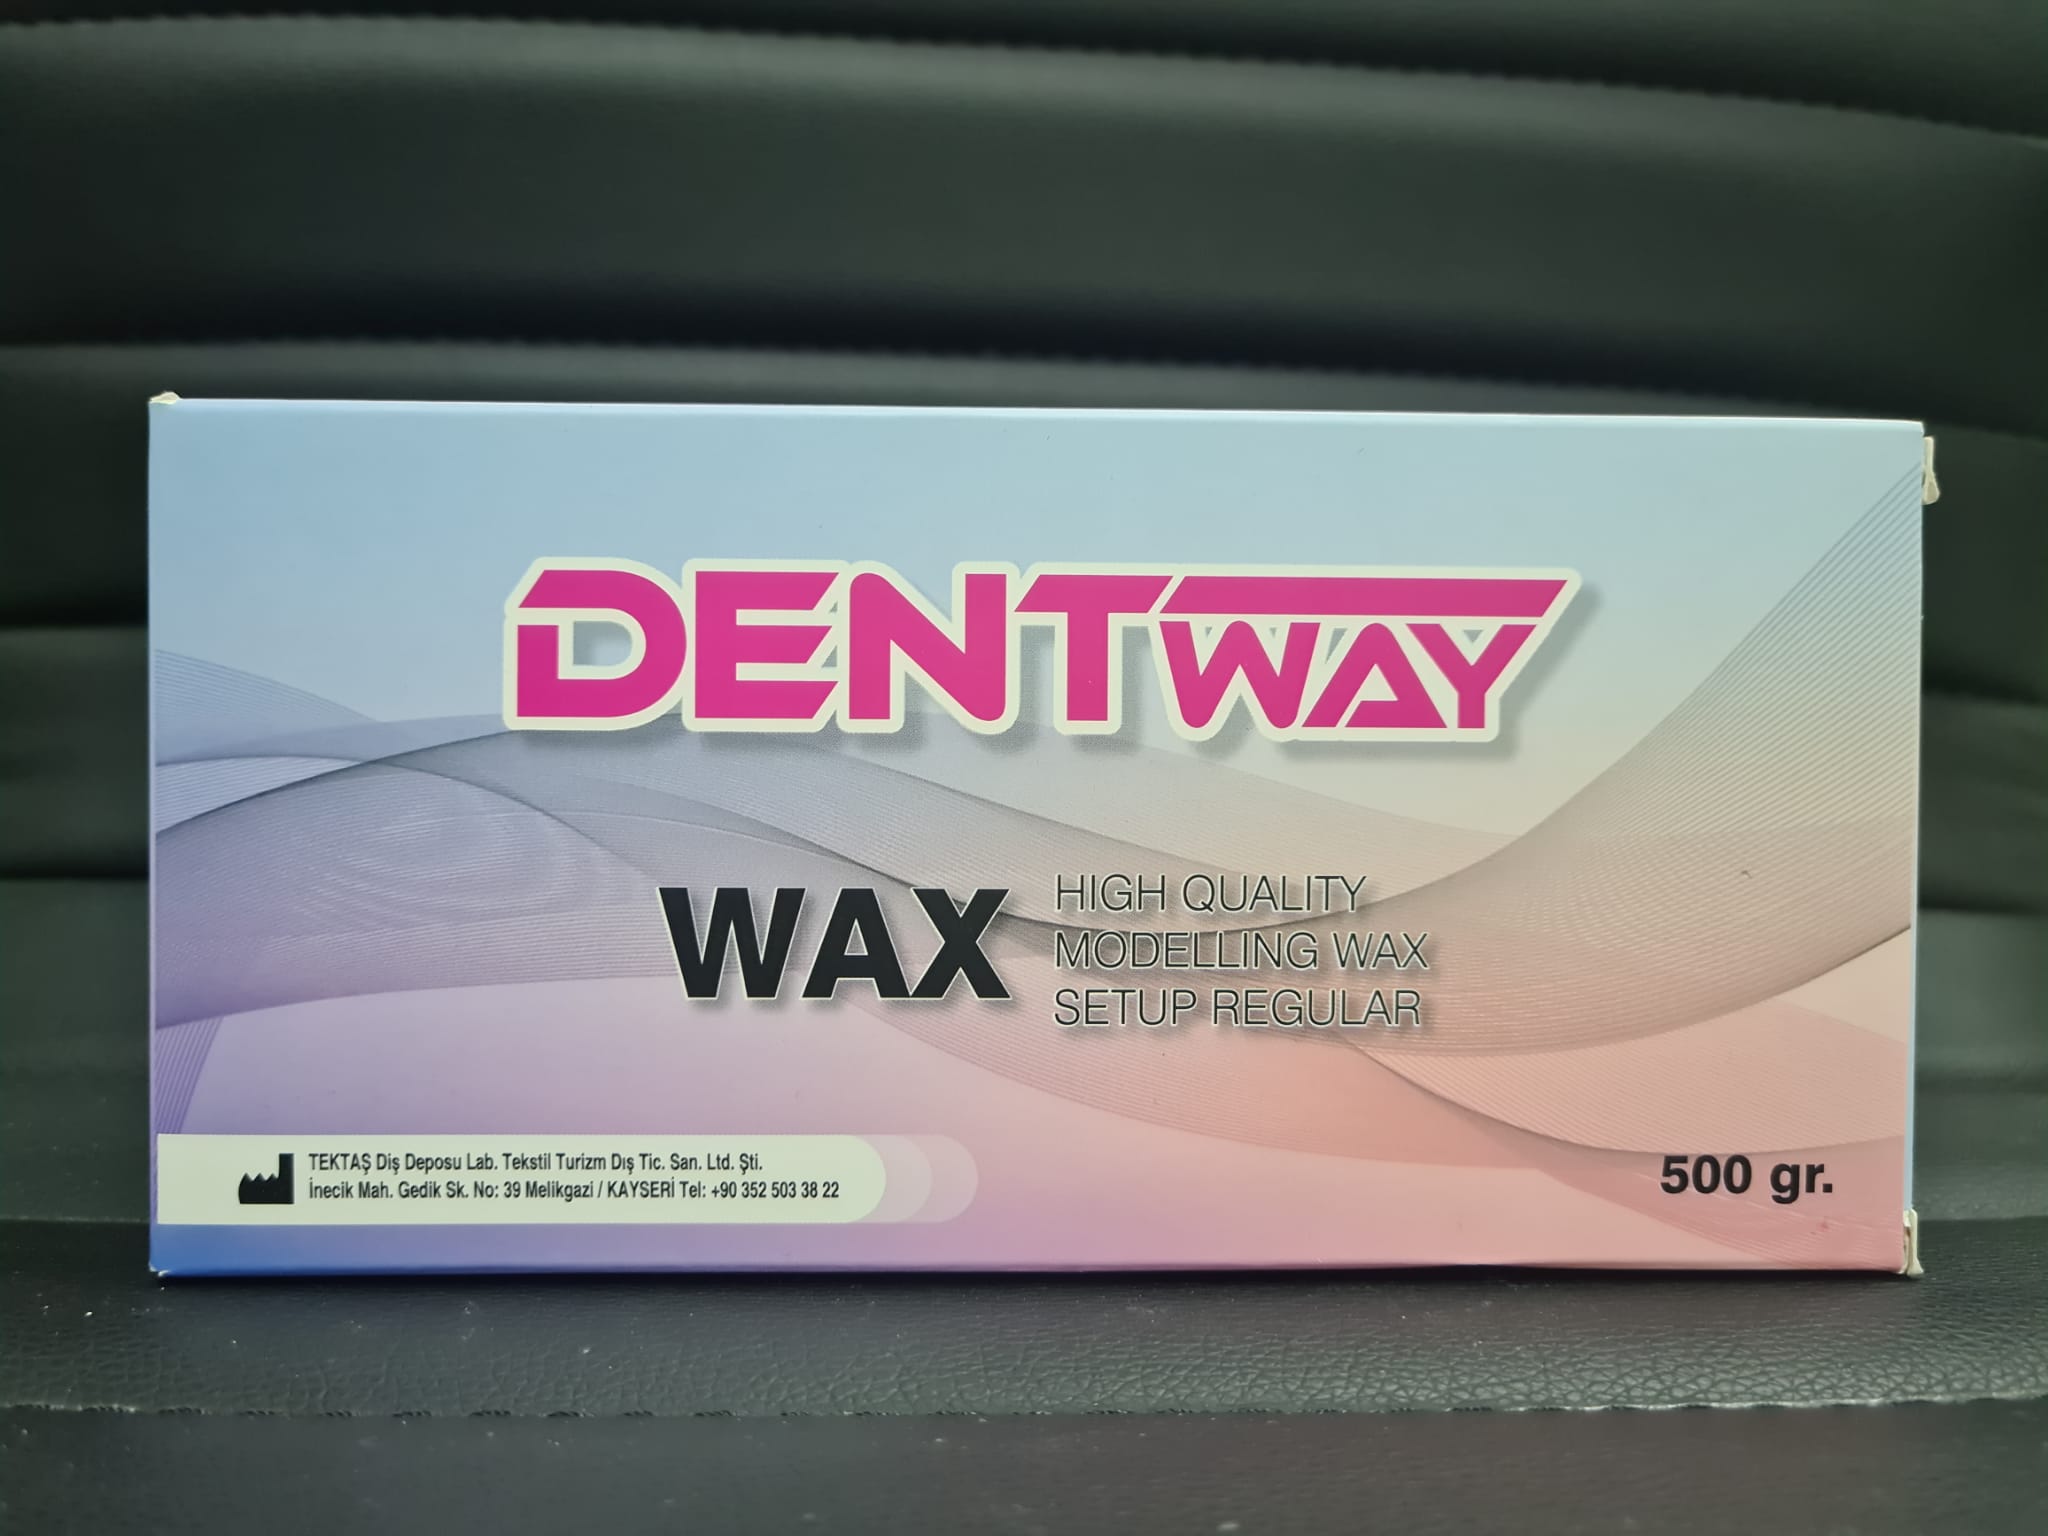 DENTWAY
WAX
HIGH QUALITY
MODELLING WAX
SETUP REGULAR
TEKTAŞ Diş Deposu Lab. Tekstil Turizm Dış Tic. San. Ltd. Şti.
İnecik Mah. Gedik Sk. No: 39 Melikgazi / KAYSERİ Tel: +90 352 503 38 22
500 gr.